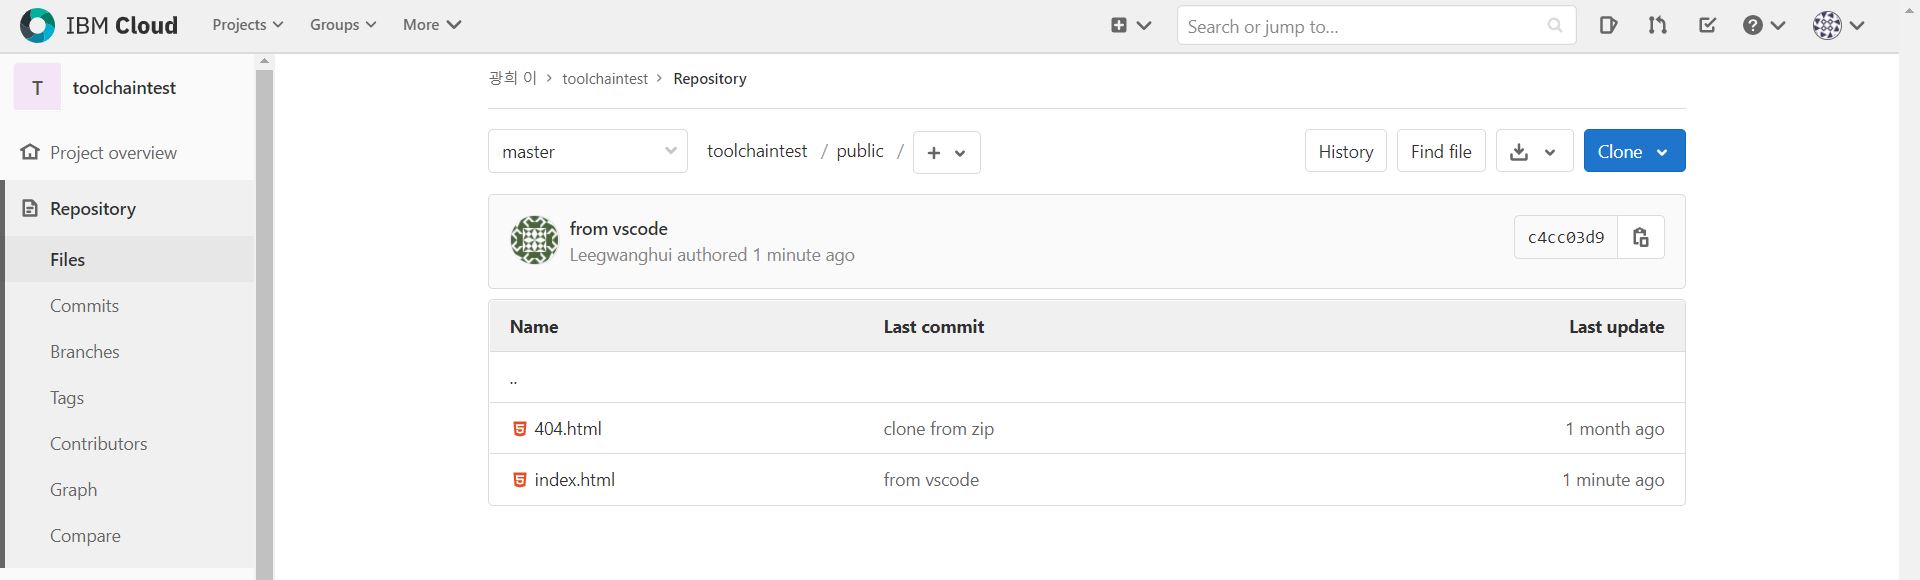 IBM Cloud Projects Groups More Search or jump to...
T toolchaintest
Project overview
Repository
Files
Commits
Branches
Tags
Contributors
Graph
Compare
광희 이 > toolchaintest > Repository
master toolchaintest / public / + History Find file Clone
from vscode
Leegwanghui authored 1 minute ago
c4cc03d9
Name Last commit Last update
..
404.html clone from zip 1 month ago
index.html from vscode 1 minute ago